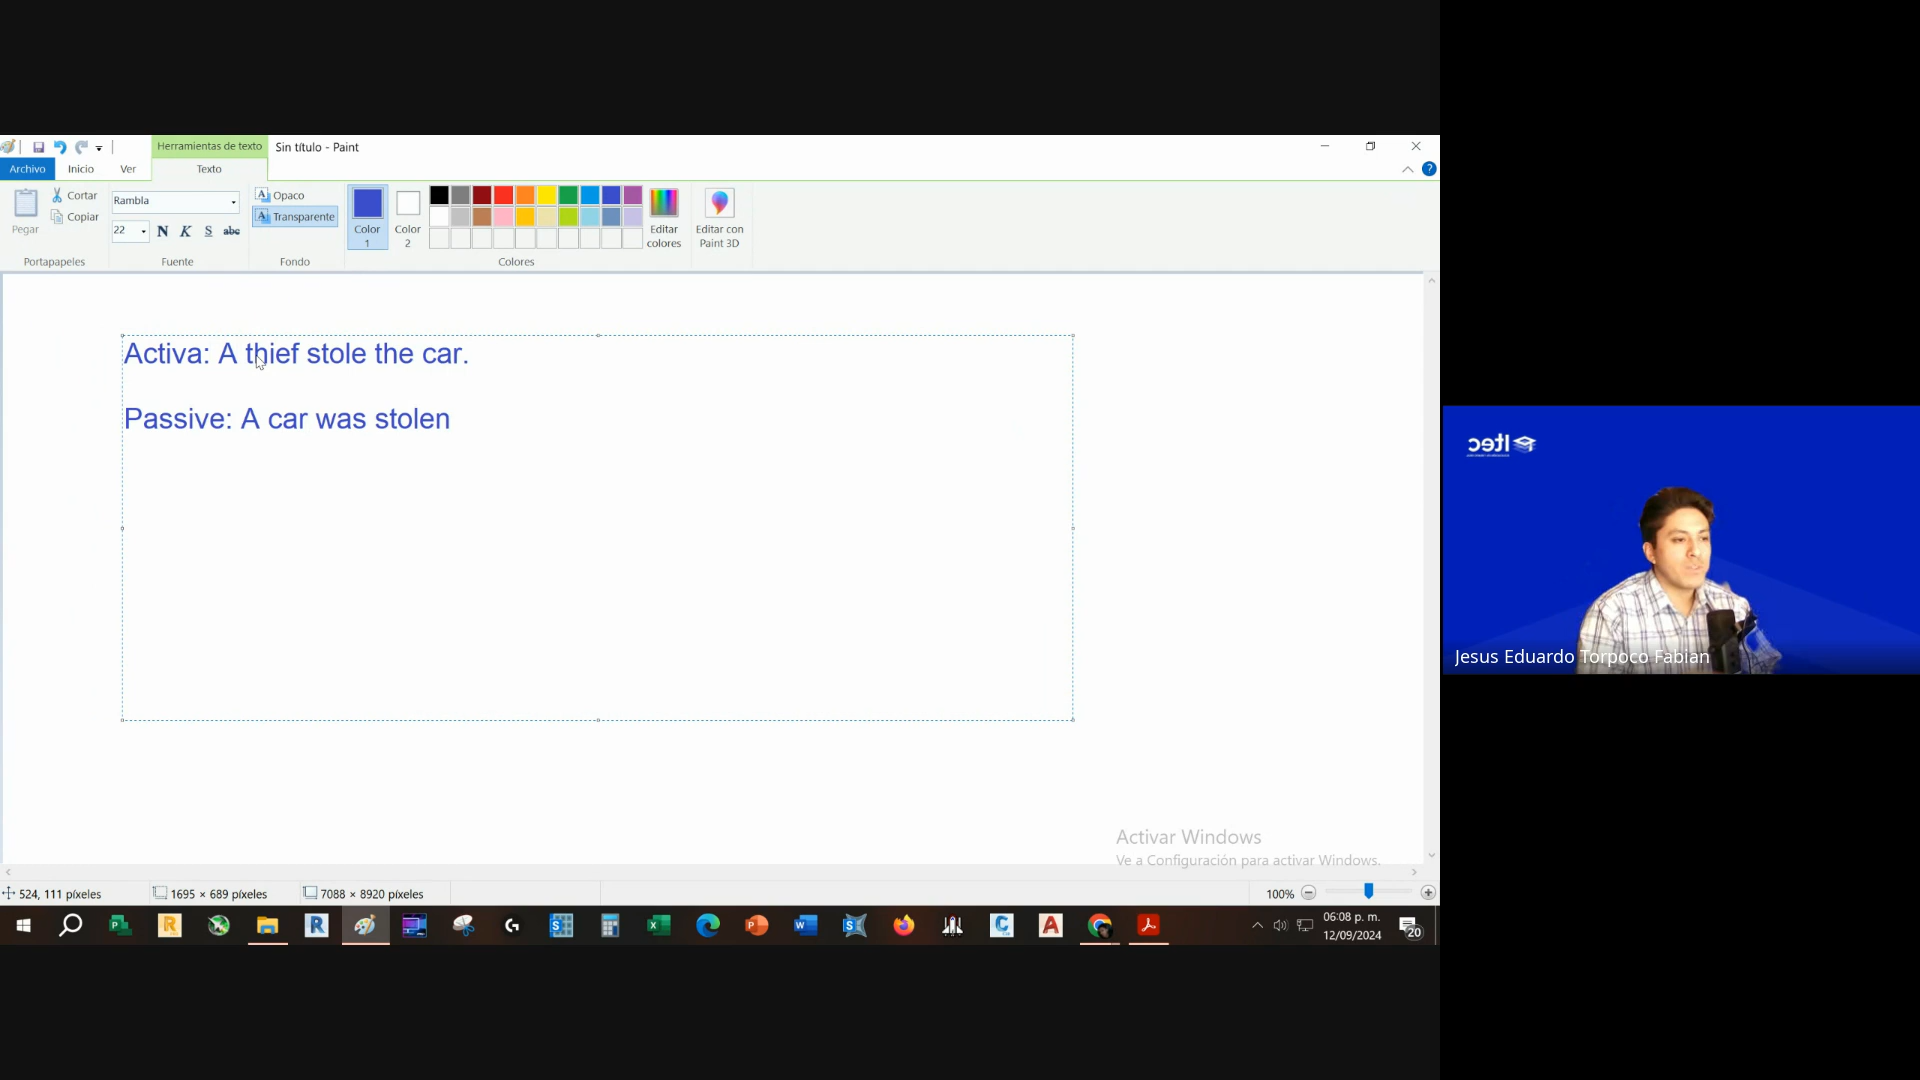 Herramientas de texto
Sin título - Paint
Archivo
Inicio
Ver
Texto
Pegar
Cortar
Copiar
Portapapeles
Rambla
22
N K S abc
Fuente
Opaco
Transparente
Fondo
Color
1
Color
2
Colores
Editar
colores
Editar con
Paint 3D
Activa: A thief stole the car.
Passive: A car was stolen
Itec
Jesus Eduardo Torpoco Fabian
Activar Windows
Ve a Configuración para activar Windows.
524, 111 píxeles
1695 × 689 píxeles
7088 × 8920 píxeles
100%
06:08 p. m.
12/09/2024
20